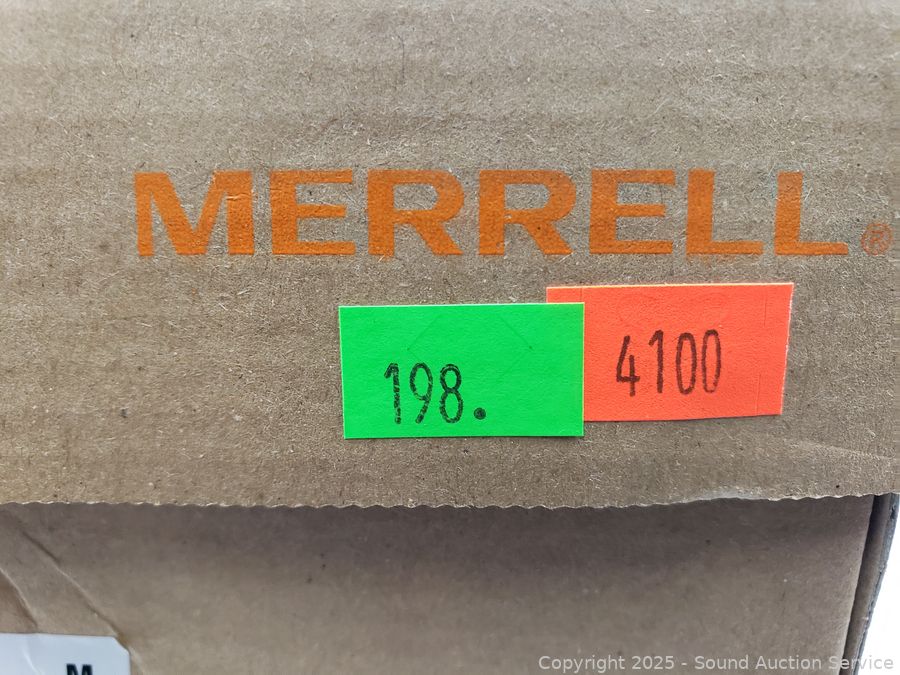 MERRELL®
198.
4100
M
Copyright 2025 - Sound Auction Service